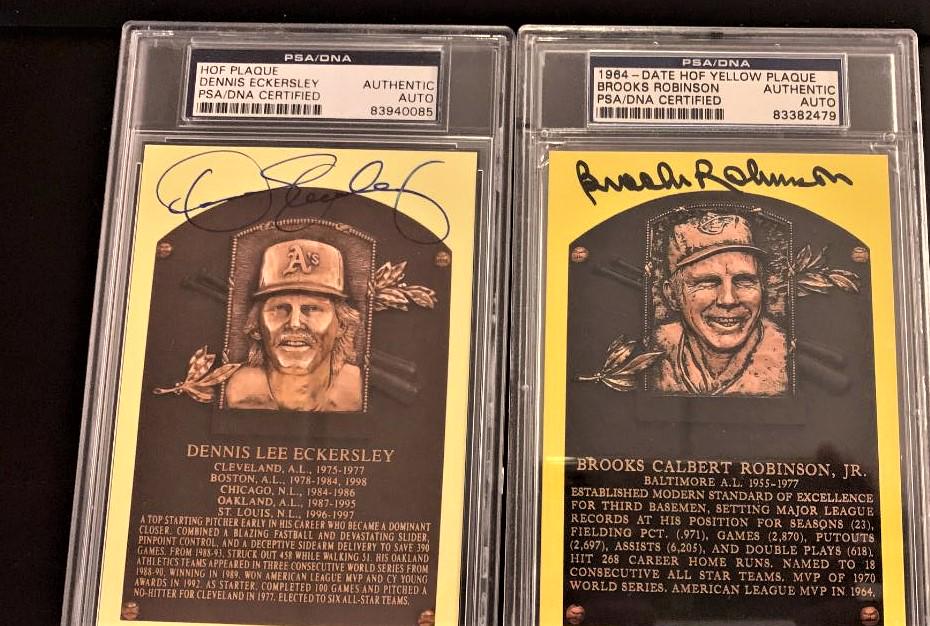 PSA/DNA
HOF PLAQUE
DENNIS ECKERSLEY AUTHENTIC
AUTO
PSA/DNA CERTIFIED
83940085
Dennis Eckersley
A's
DENNIS LEE ECKERSLEY
CLEVELAND, A.L., 1975-1977
BOSTON, A.L., 1978-1984, 1998
CHICAGO, N.L., 1984-1986
OAKLAND, A.L., 1987-1995
ST. LOUIS, N.L., 1996-1997
A TOP STARTING PITCHER EARLY IN HIS CAREER WHO BECAME A DOMINANT
CLOSER. COMBINED A BLAZING FASTBALL AND DEVASTATING SLIDER,
PINPOINT CONTROL, AND A DECEPTIVE SIDEARM DELIVERY TO SAVE 390
GAMES. FROM 1988-93, STRUCK OUT 458 WHILE WALKING 51. HIS OAKLAND
ATHLETICS TEAMS APPEARED IN THREE CONSECUTIVE WORLD SERIES FROM
1988-90, WINNING IN 1989. WON AMERICAN LEAGUE MVP AND CY YOUNG
AWARDS IN 1992. AS STARTER, COMPLETED 100 GAMES AND PITCHED A
NO-HITTER FOR CLEVELAND IN 1977. ELECTED TO SIX ALL-STAR TEAMS.
PSA/DNA
1964-DATE HOF YELLOW PLAQUE
BROOKS ROBINSON AUTHENTIC
AUTO
PSA/DNA CERTIFIED
83382479
Brooks Robinson
BROOKS CALBERT ROBINSON, JR.
BALTIMORE A.L. 1955-1977
ESTABLISHED MODERN STANDARD OF EXCELLENCE
FOR THIRD BASEMEN, SETTING MAJOR LEAGUE
RECORDS AT HIS POSITION FOR SEASONS (23),
FIELDING PCT. (.971), GAMES (2,870), PUTOUTS
(2,697), ASSISTS (6,205), AND DOUBLE PLAYS (618).
HIT 268 CAREER HOME RUNS. NAMED TO 18
CONSECUTIVE ALL STAR TEAMS. MVP OF 1970
WORLD SERIES. AMERICAN LEAGUE MVP IN 1964.